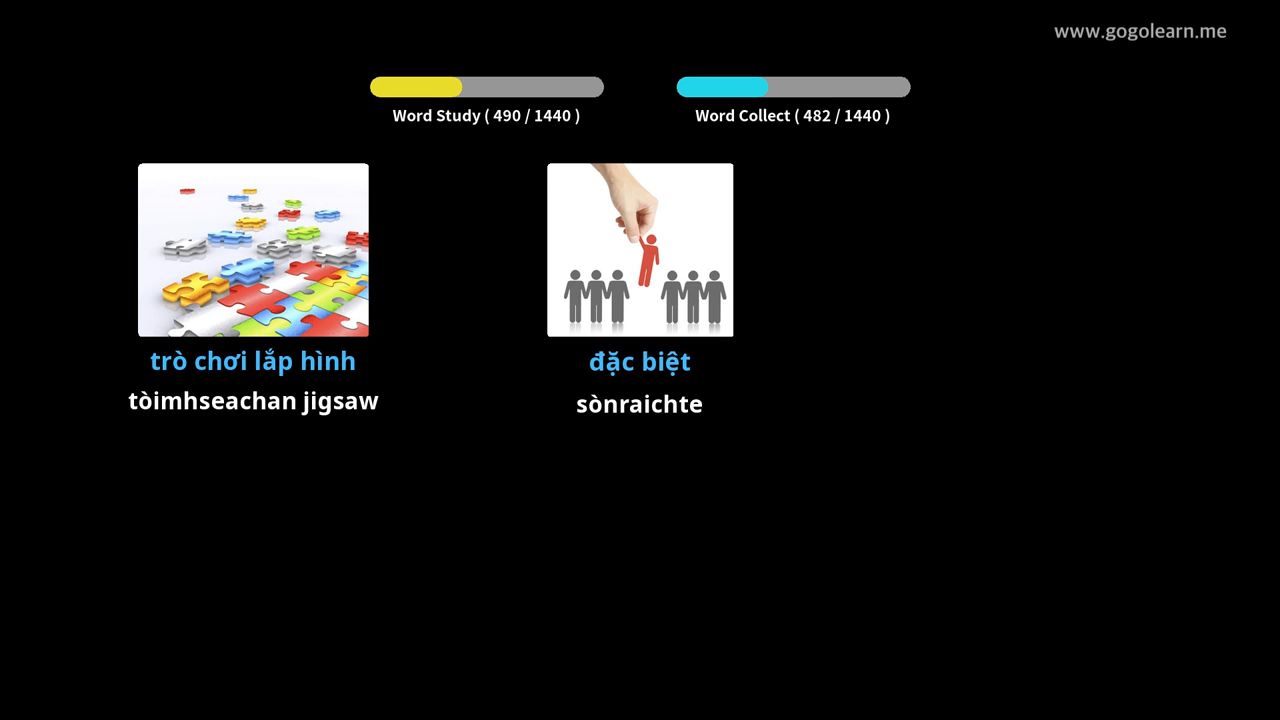 www.gogolearn.me
Word Study ( 490 / 1440 )
Word Collect ( 482 / 1440 )
trò chơi lắp hình
tòimhseachan jigsaw
đặc biệt
sònraichte